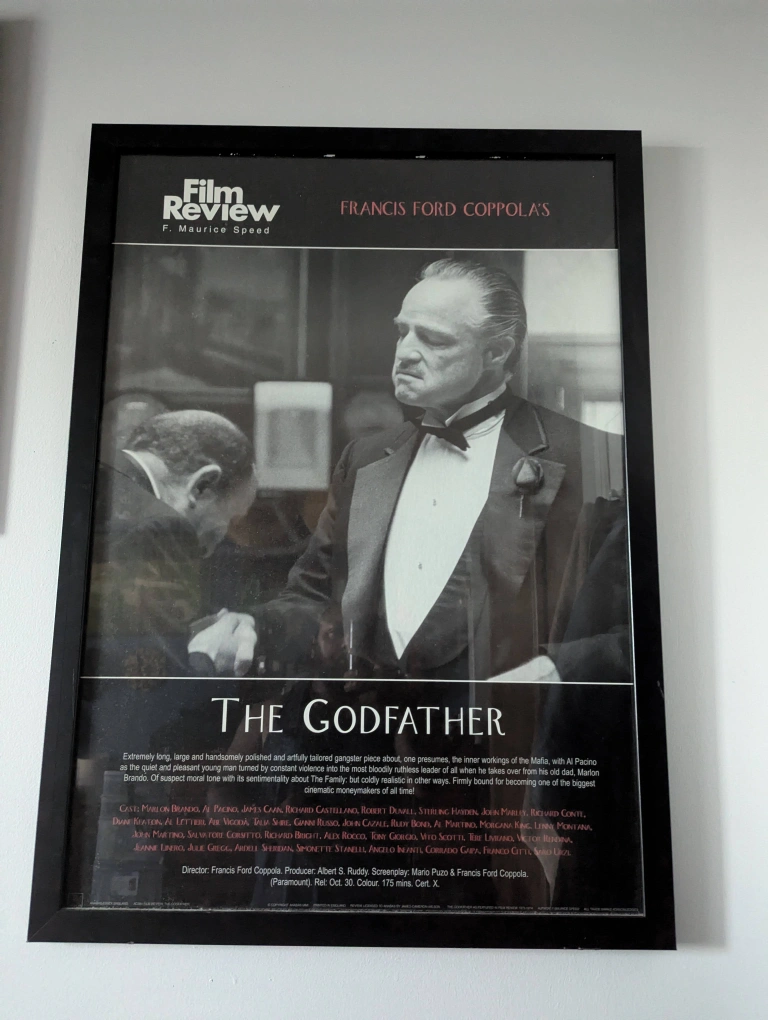 Film
Review
F. Maurice Speed
FRANCIS FORD COPPOLA'S
THE GODFATHER
Extremely long, large and handsomely polished and artfully tailored gangster piece about, one presumes, the inner workings of the Mafia, with Al Pacino
as the quiet and pleasant young man turned by constant violence into the most bloodily ruthless leader of all when he takes over from his old dad, Marlon
Brando. Of suspect moral tone with its sentimentality about The Family: but coldly realistic in other ways. Firmly bound for becoming one of the biggest
cinematic moneymakers of all time!
CAST: MARLON BRANDO, AL PACINO, JAMES CAAN, RICHARD CASTELLANO, ROBERT DUVALL, STERLING HAYDEN, JOHN MARLEY, RICHARD CONTE,
DIANE KEATON, AL LETTIERI, ABE VIGODA, TALIA SHIRE, GIANNI RUSSO, JOHN CAZALE, RUDY BOND, AL MARTINO, MORGANA KING, LENNY MONTANA,
JOHN MARTINO, SALVATORE CORSITTO, RICHARD BRIGHT, ALEX ROCCO, TONY GIORGIO, VITO SCOTTI, TERE LIVRANO, VICTOR RENDINA,
JEANNIE LINERO, JULIE GREGG, ARDELL SHERIDAN, SIMONETTA STANELLI, ANGELO INFANTI, CORRADO GAIPA, FRANCO CITTI, SARO URZI.
Director: Francis Ford Coppola. Producer: Albert S. Ruddy. Screenplay: Mario Puzo & Francis Ford Coppola.
(Paramount). Rel: Oct. 30. Colour. 175 mins. Cert. X.